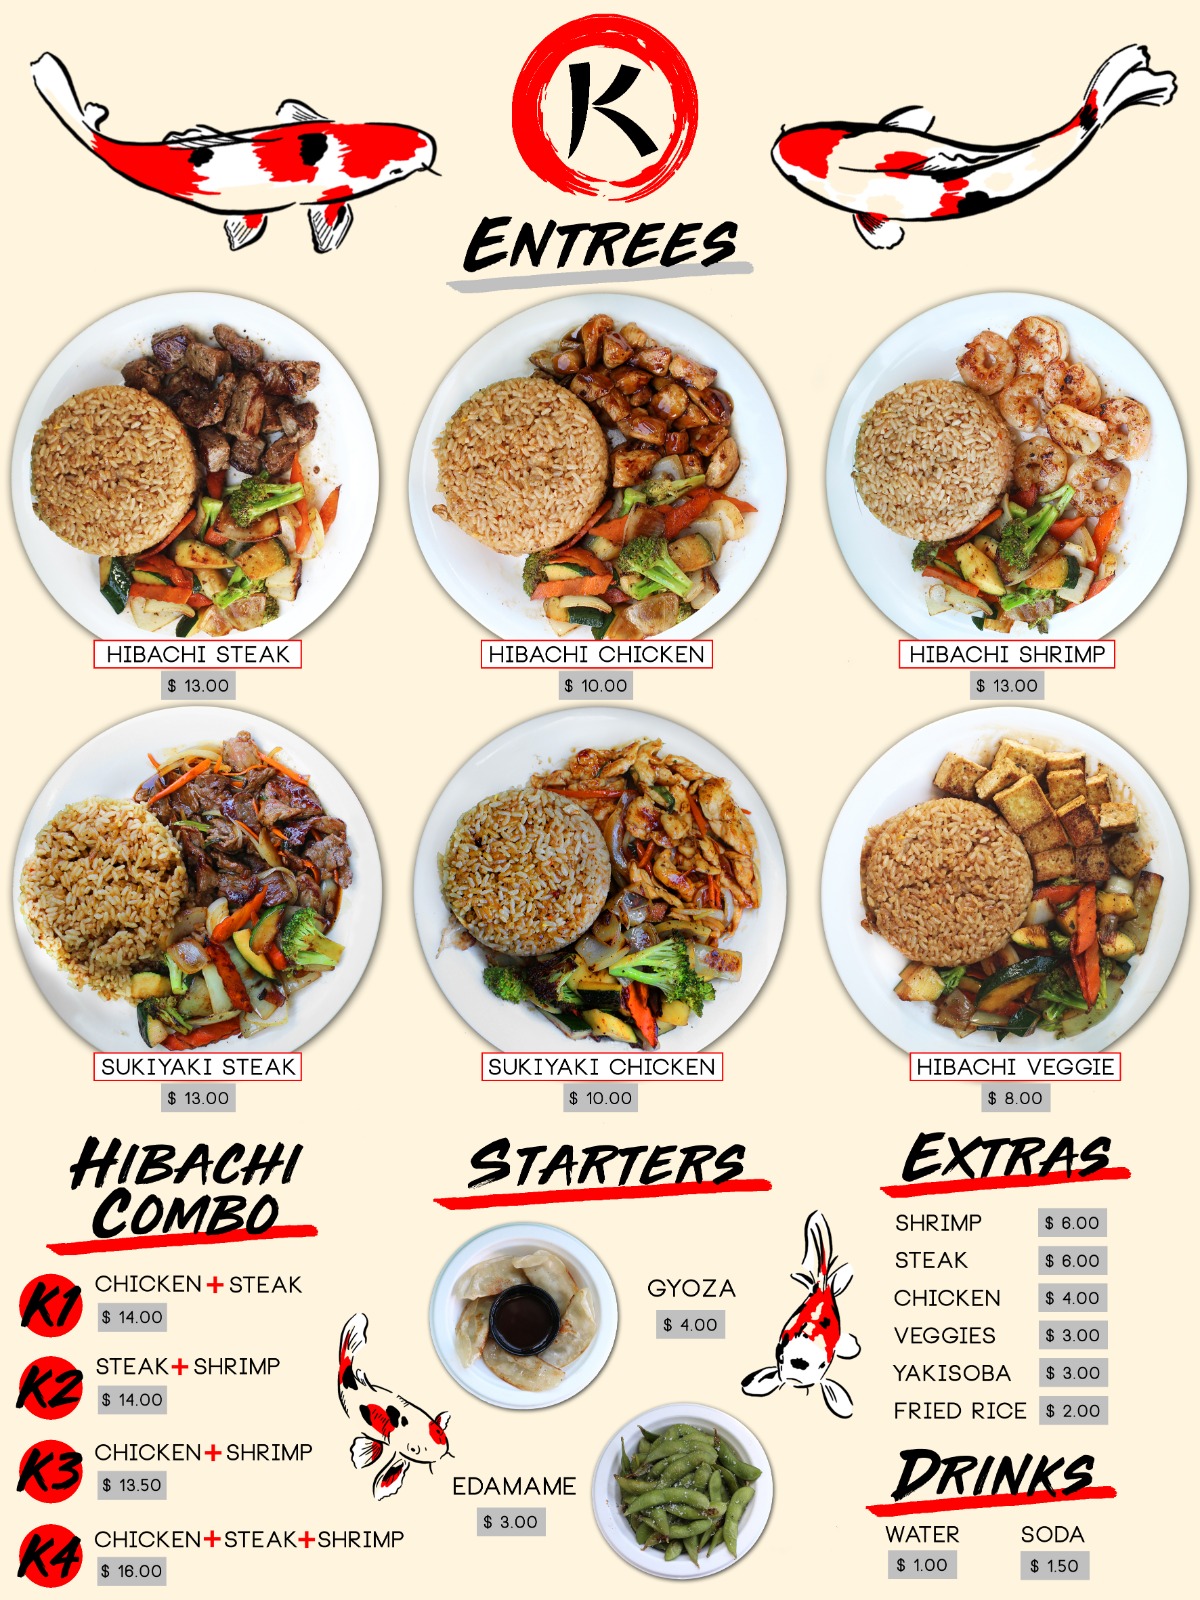 K
ENTREES
HIBACHI STEAK
$ 13.00
HIBACHI CHICKEN
$ 10.00
HIBACHI SHRIMP
$ 13.00
SUKIYAKI STEAK
$ 13.00
SUKIYAKI CHICKEN
$ 10.00
HIBACHI VEGGIE
$ 8.00
HIBACHI
COMBO
K1 CHICKEN+STEAK
$ 14.00
K2 STEAK+SHRIMP
$ 14.00
K3 CHICKEN+SHRIMP
$ 13.50
K4 CHICKEN+STEAK+SHRIMP
$ 16.00
STARTERS
GYOZA
$ 4.00
EDAMAME
$ 3.00
EXTRAS
SHRIMP $ 6.00
STEAK $ 6.00
CHICKEN $ 4.00
VEGGIES $ 3.00
YAKISOBA $ 3.00
FRIED RICE $ 2.00
DRINKS
WATER
$ 1.00
SODA
$ 1.50